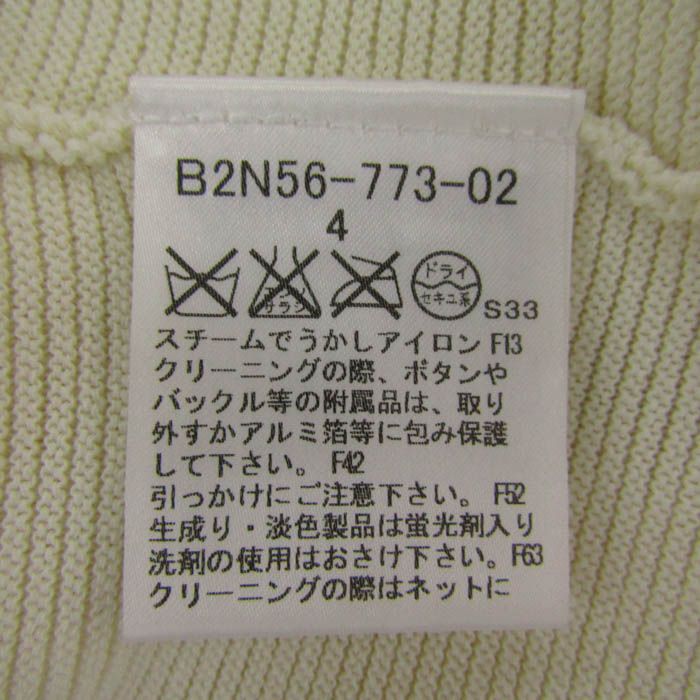 B2N56-773-02
4
エンソ
サラシ
ドライ
セキユ系
S33
スチームでうかしアイロン F13
クリーニングの際、ボタンや
バックル等の附属品は、取り
外すかアルミ箔等に包み保護
して下さい。 F42
引っかけにご注意下さい。 F52
生成り・淡色製品は蛍光剤入り
洗剤の使用はおさけ下さい。F63
クリーニングの際はネットに